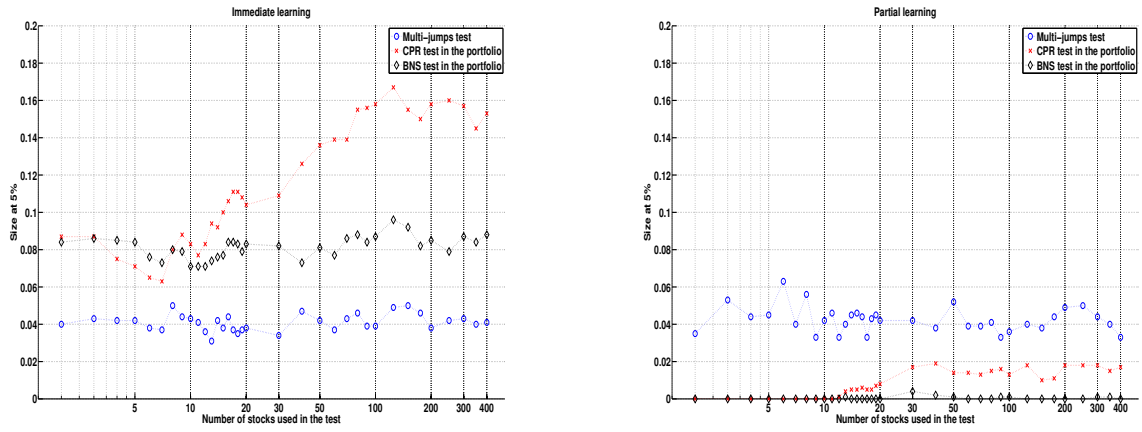 Immediate learning
0.2
0.18
0.16
0.14
0.12
0.1
0.08
0.06
0.04
0.02
0
Size at 5%
5 10 20 30 50 100 200 300 400
Number of stocks used in the test
Multi-jumps test
CPR test in the portfolio
BNS test in the portfolio
Partial learning
0.2
0.18
0.16
0.14
0.12
0.1
0.08
0.06
0.04
0.02
0
Size at 5%
5 10 20 30 50 100 200 300 400
Number of stocks used in the test
Multi-jumps test
CPR test in the portfolio
BNS test in the portfolio